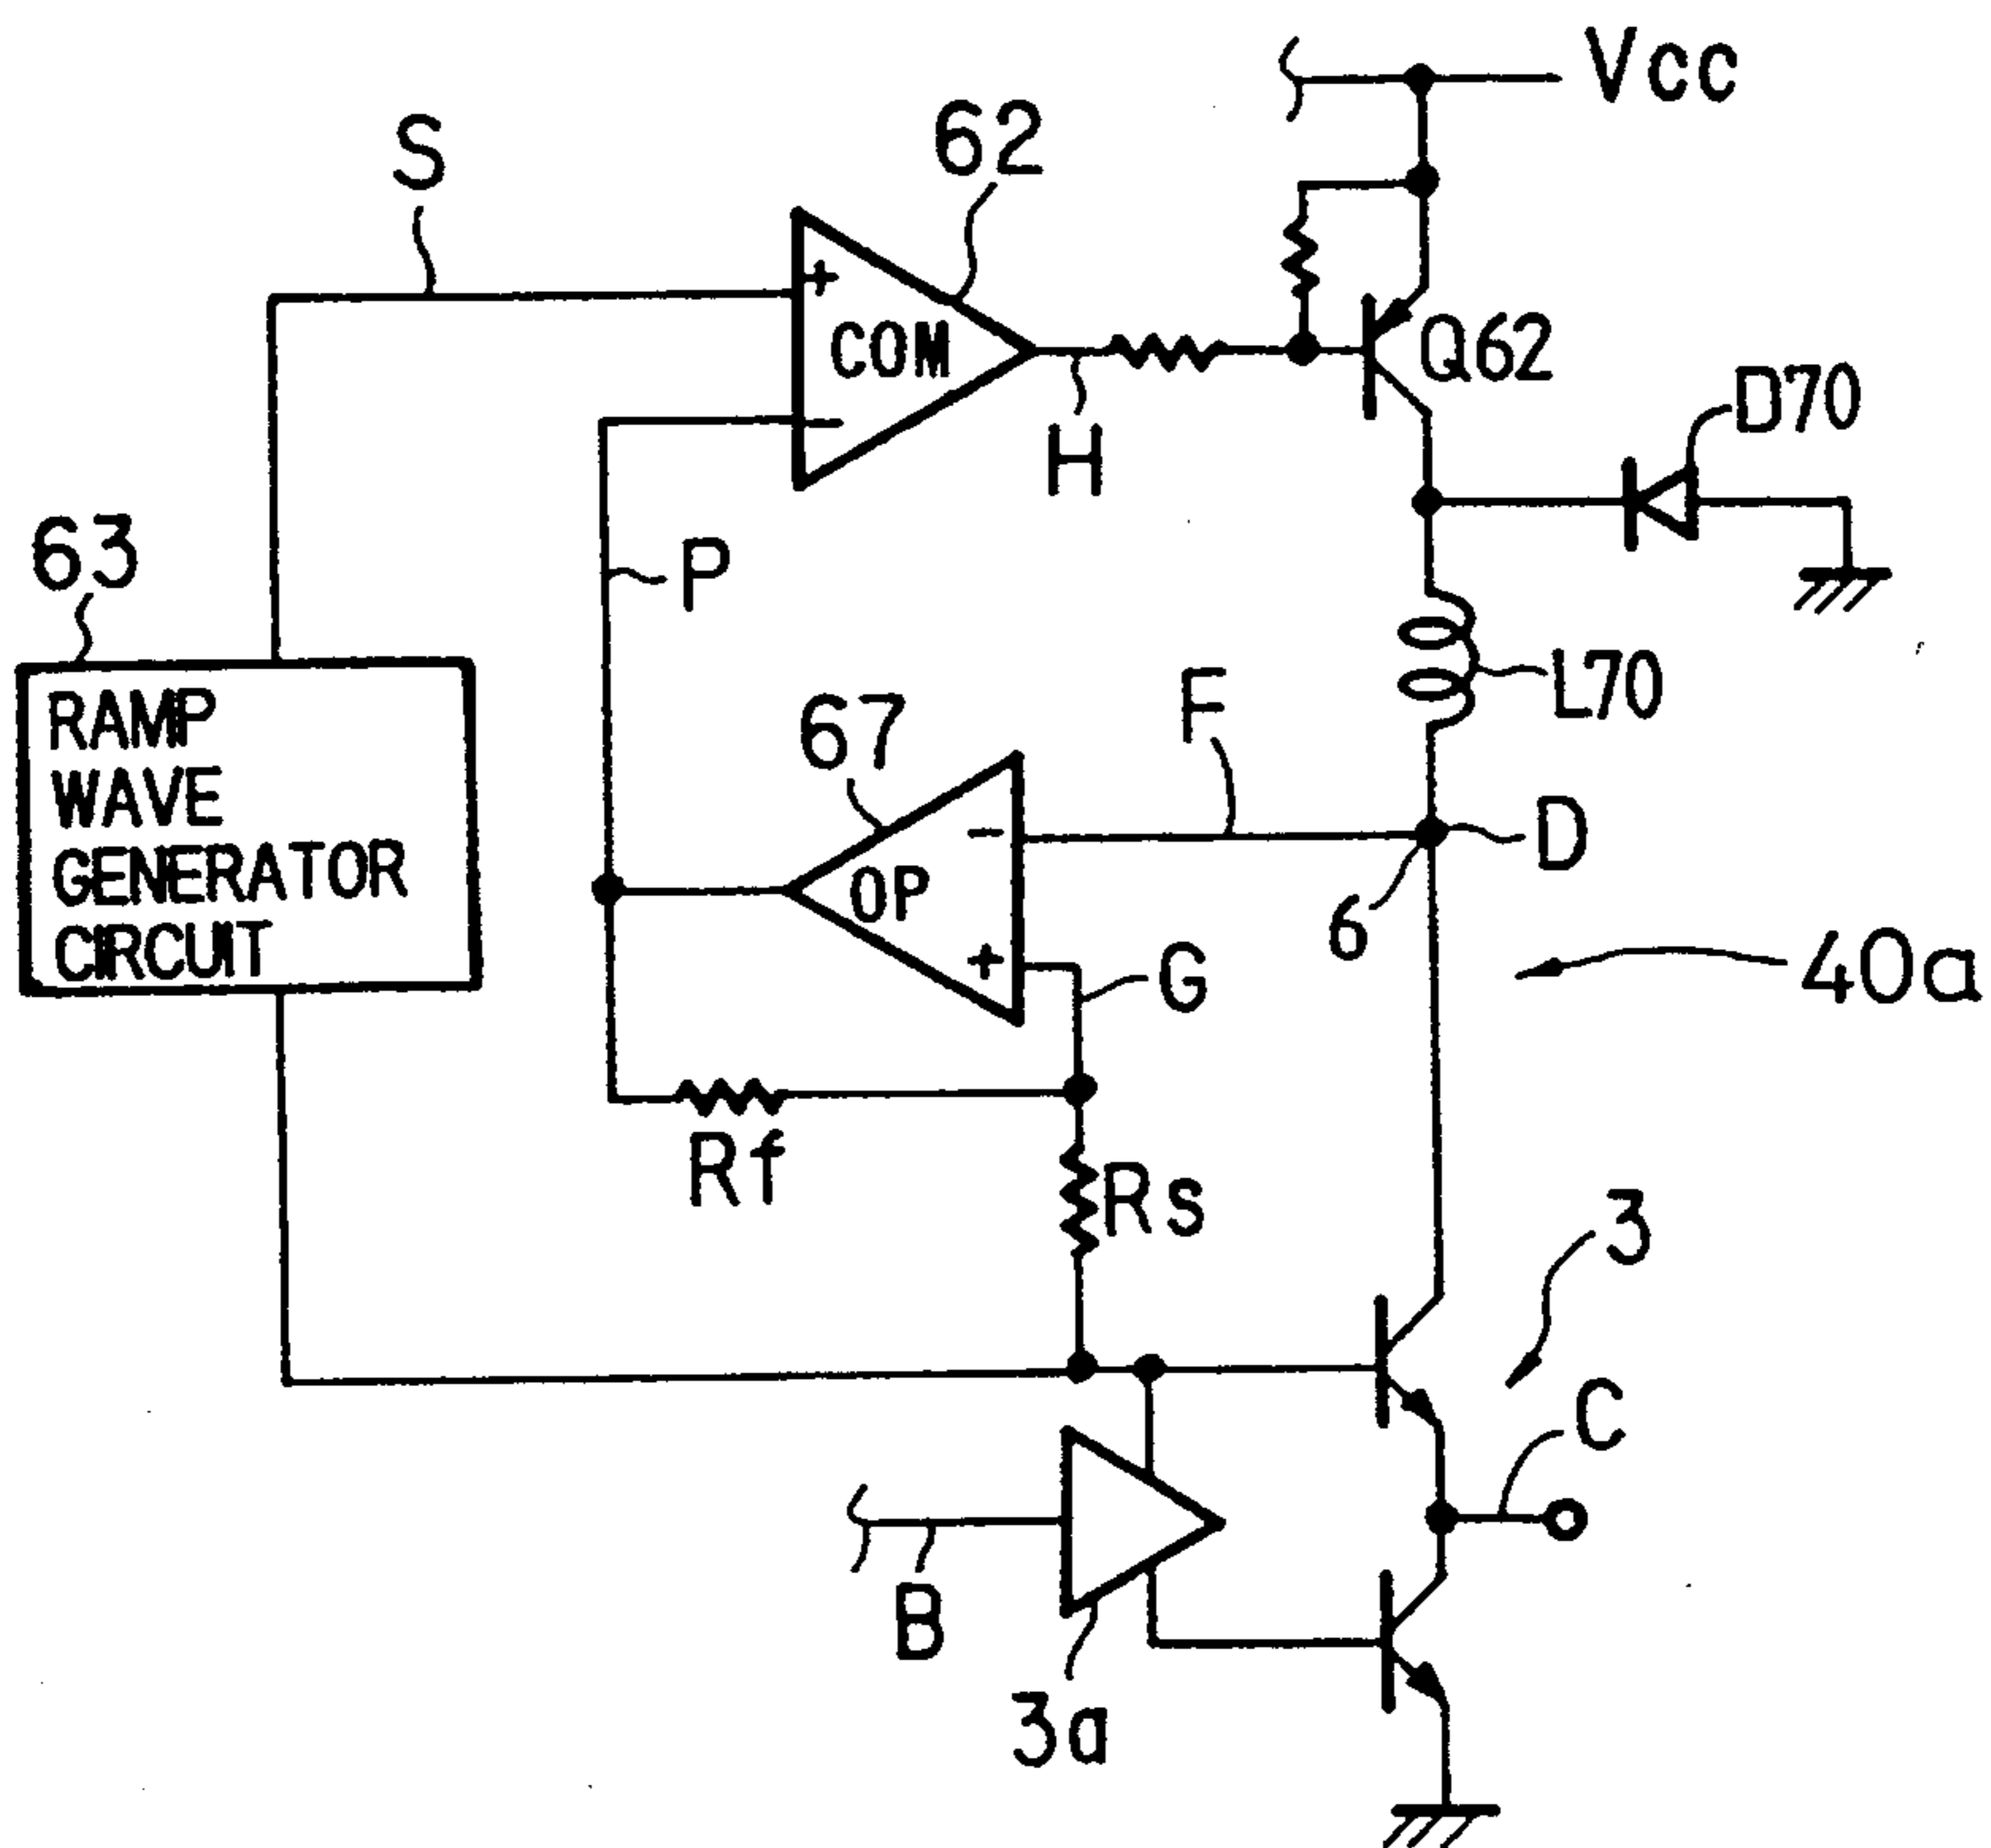 Vcc
S
62
+
COM
−
Q62
D70
H
63
P
RAMP
WAVE
GENERATOR
CIRCUIT
67
F
L70
-
OP
+
D
6
G
40a
Rf
Rs
3
C
B
3a